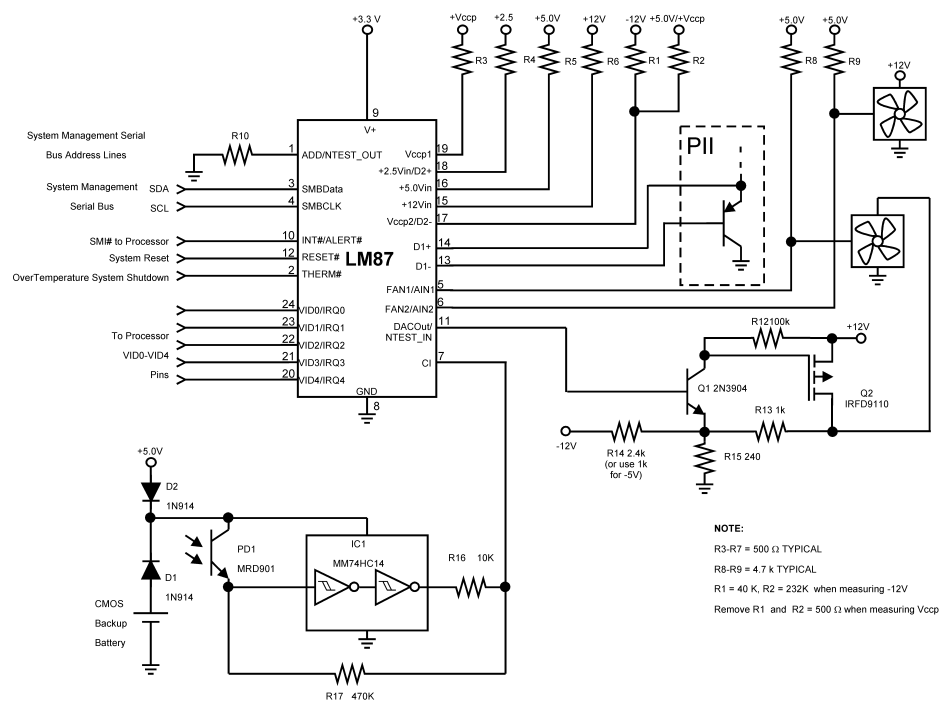 +3.3 V
+Vccp
+2.5
+5.0V
+12V
-12V
+5.0V/+Vccp
+5.0V
+5.0V
R3
R4
R5
R6
R1
R2
R8
R9
+12V
9
V+
System Management Serial
Bus Address Lines
R10
1
ADD/NTEST_OUT
Vccp1
19
+2.5Vin/D2+
18
System Management
SDA
3
SMBData
+5.0Vin
16
Serial Bus
SCL
4
SMBCLK
+12Vin
15
Vccp2/D2-
17
PII
SMI# to Processor
10
INT#/ALERT#
D1+
14
System Reset
12
RESET#
LM87
D1-
13
OverTemperature System Shutdown
2
THERM#
FAN1/AIN1
5
FAN2/AIN2
6
24
VID0/IRQ0
23
VID1/IRQ1
DACOut/
NTEST_IN
11
To Processor
22
VID2/IRQ2
VID0-VID4
21
VID3/IRQ3
CI
7
Pins
20
VID4/IRQ4
GND
8
R12100k
+12V
Q1 2N3904
Q2
IRFD9110
R13 1k
-12V
R14 2.4k
(or use 1k
for -5V)
R15 240
+5.0V
D2
1N914
PD1
MRD901
IC1
MM74HC14
R16 10K
D1
1N914
CMOS
Backup
Battery
R17 470K
NOTE:
R3-R7 = 500 Ω TYPICAL
R8-R9 = 4.7 k TYPICAL
R1 = 40 K, R2 = 232K when measuring -12V
Remove R1 and R2 = 500 Ω when measuring Vccp